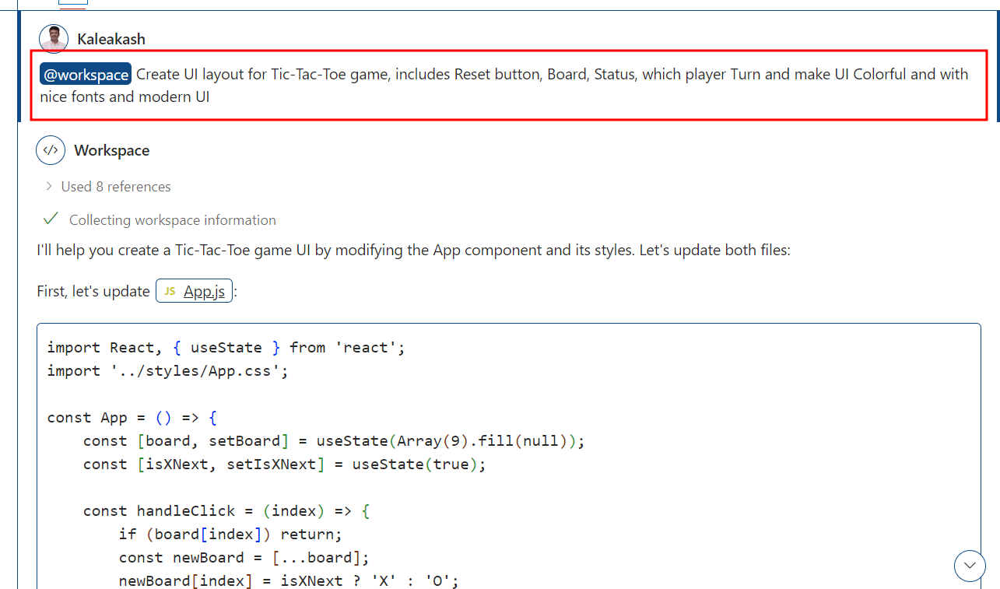 Kaleakash
@workspace Create UI layout for Tic-Tac-Toe game, includes Reset button, Board, Status, which player Turn and make UI Colorful and with
nice fonts and modern UI
</> Workspace
> Used 8 references
✓ Collecting workspace information
I'll help you create a Tic-Tac-Toe game UI by modifying the App component and its styles. Let's update both files:
First, let's update JS App.js:
import React, { useState } from 'react';
import '../styles/App.css';
const App = () => {
    const [board, setBoard] = useState(Array(9).fill(null));
    const [isXNext, setIsXNext] = useState(true);
    const handleClick = (index) => {
        if (board[index]) return;
        const newBoard = [...board];
        newBoard[index] = isXNext ? 'X' : 'O';